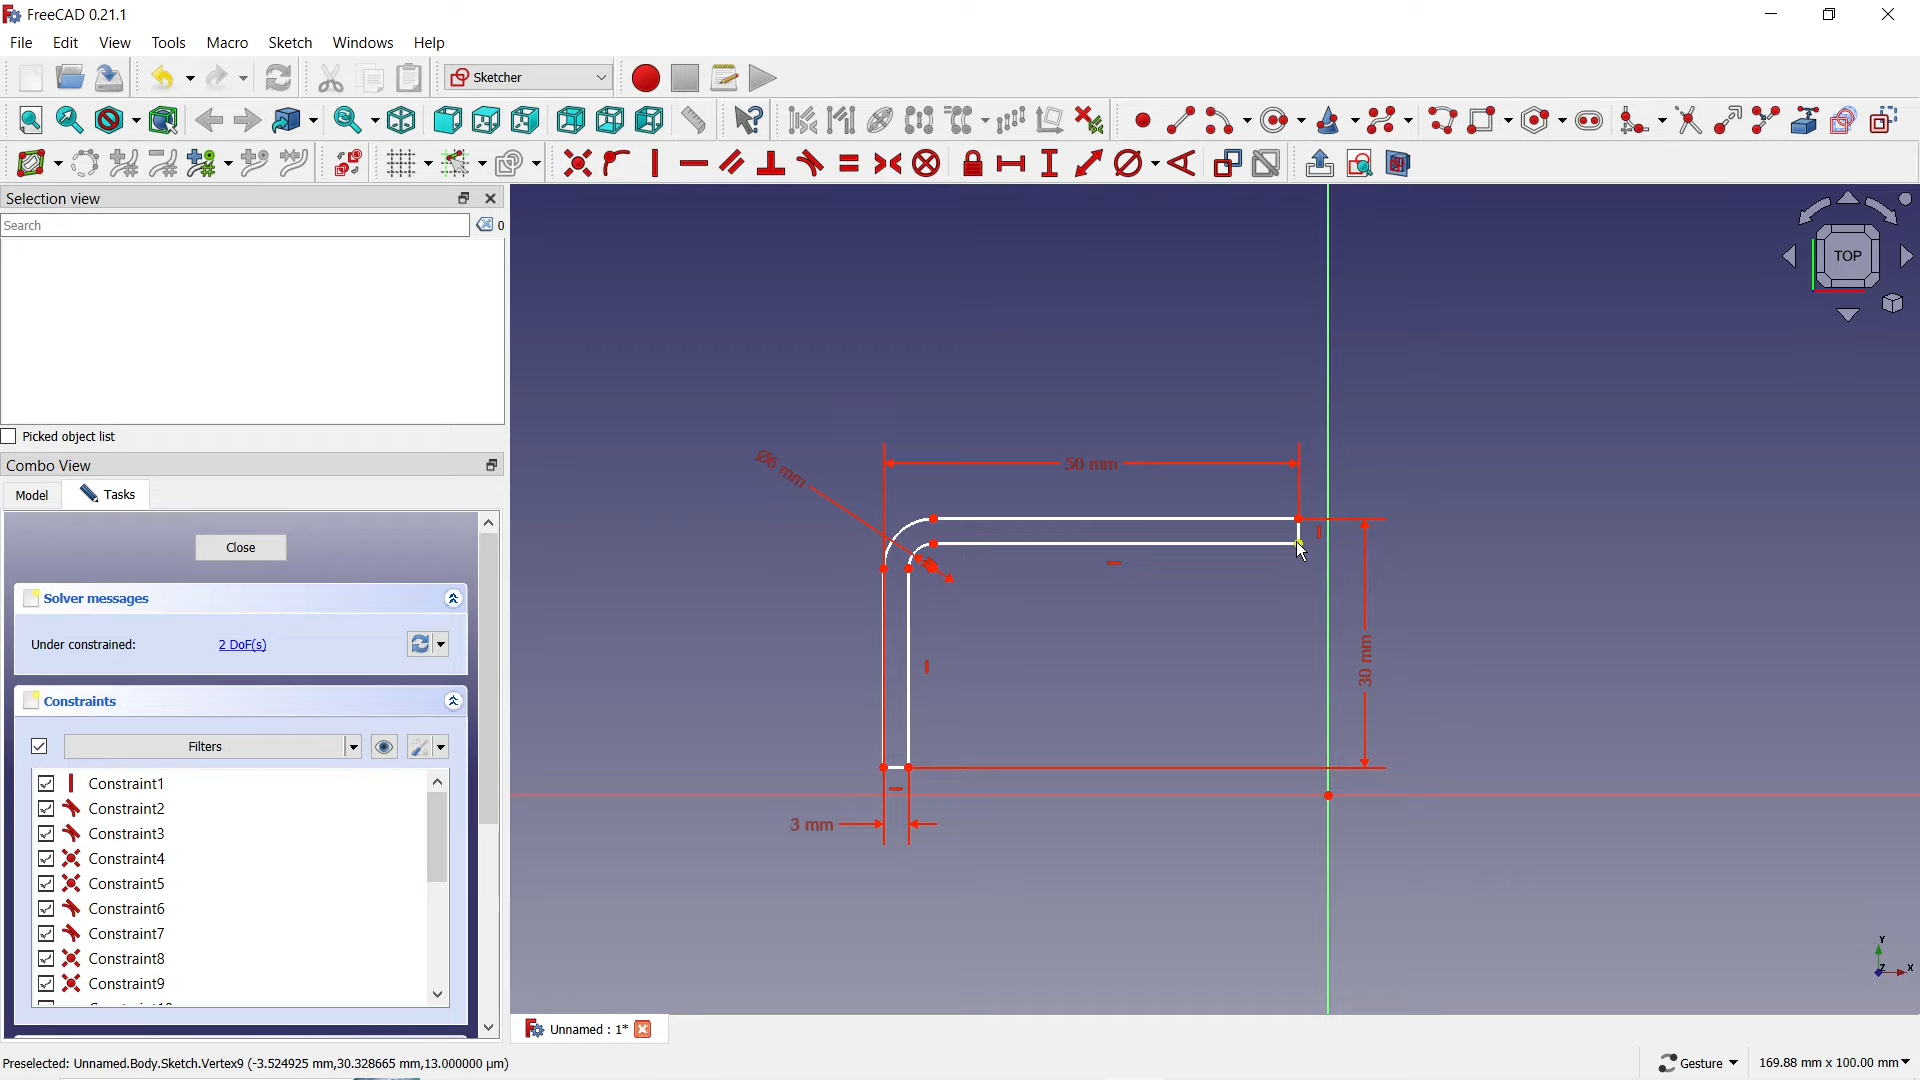 FreeCAD 0.21.1
File Edit View Tools Macro Sketch Windows Help
Sketcher
Selection view
Search
0
Picked object list
Combo View
Model Tasks
Close
Solver messages
Under constrained: 2 DoF(s)
Constraints
Filters
Constraint1
Constraint2
Constraint3
Constraint4
Constraint5
Constraint6
Constraint7
Constraint8
Constraint9
TOP
Ø6 mm
50 mm
30 mm
3 mm
Y
Z
X
Unnamed : 1*
Preselected: Unnamed.Body.Sketch.Vertex9 (-3.524925 mm,30.328665 mm,13.000000 µm)
Gesture
169.88 mm x 100.00 mm